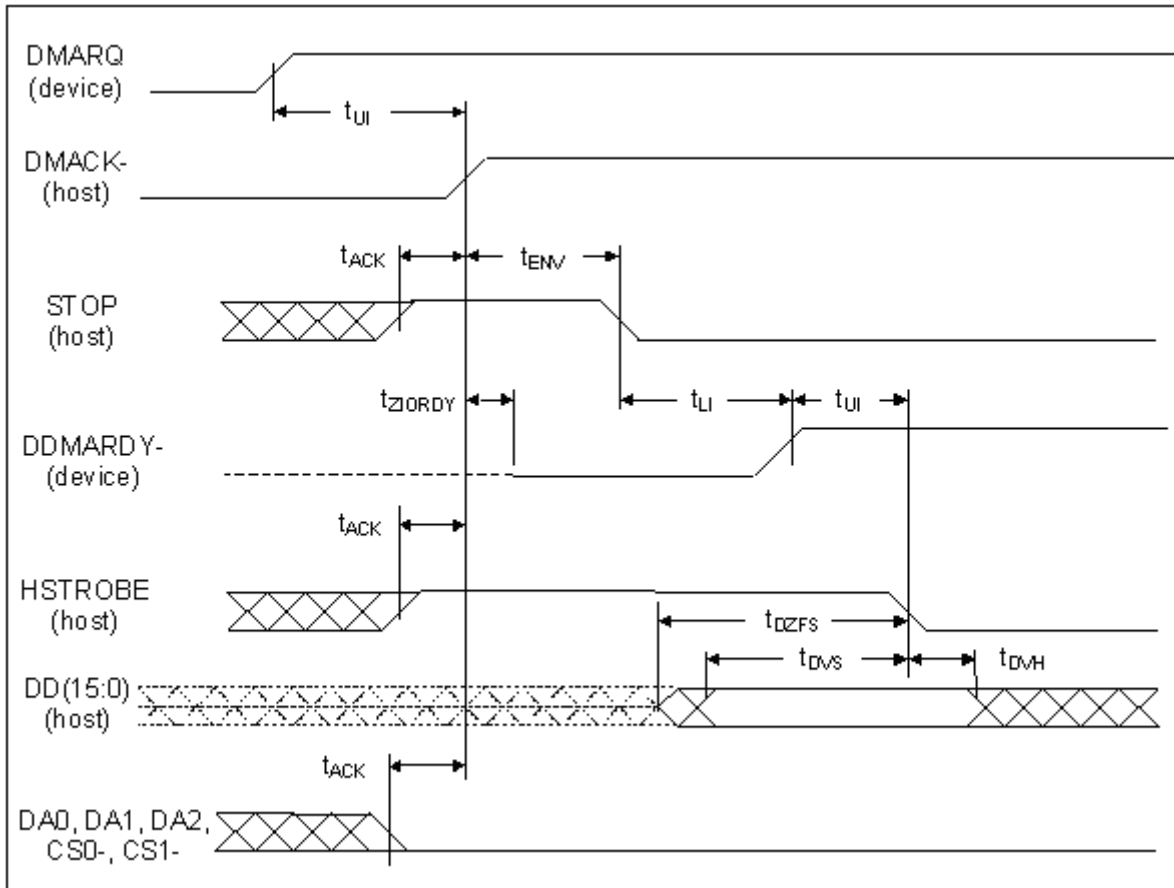 DMARQ
(device)
tUI
DMACK-
(host)
tACK
tENV
STOP
(host)
tZIORDY
tLI
tUI
DDMARDY-
(device)
tACK
HSTROBE
(host)
tDZFS
tDVS
tDVH
DD(15:0)
(host)
tACK
DA0, DA1, DA2,
CS0-, CS1-